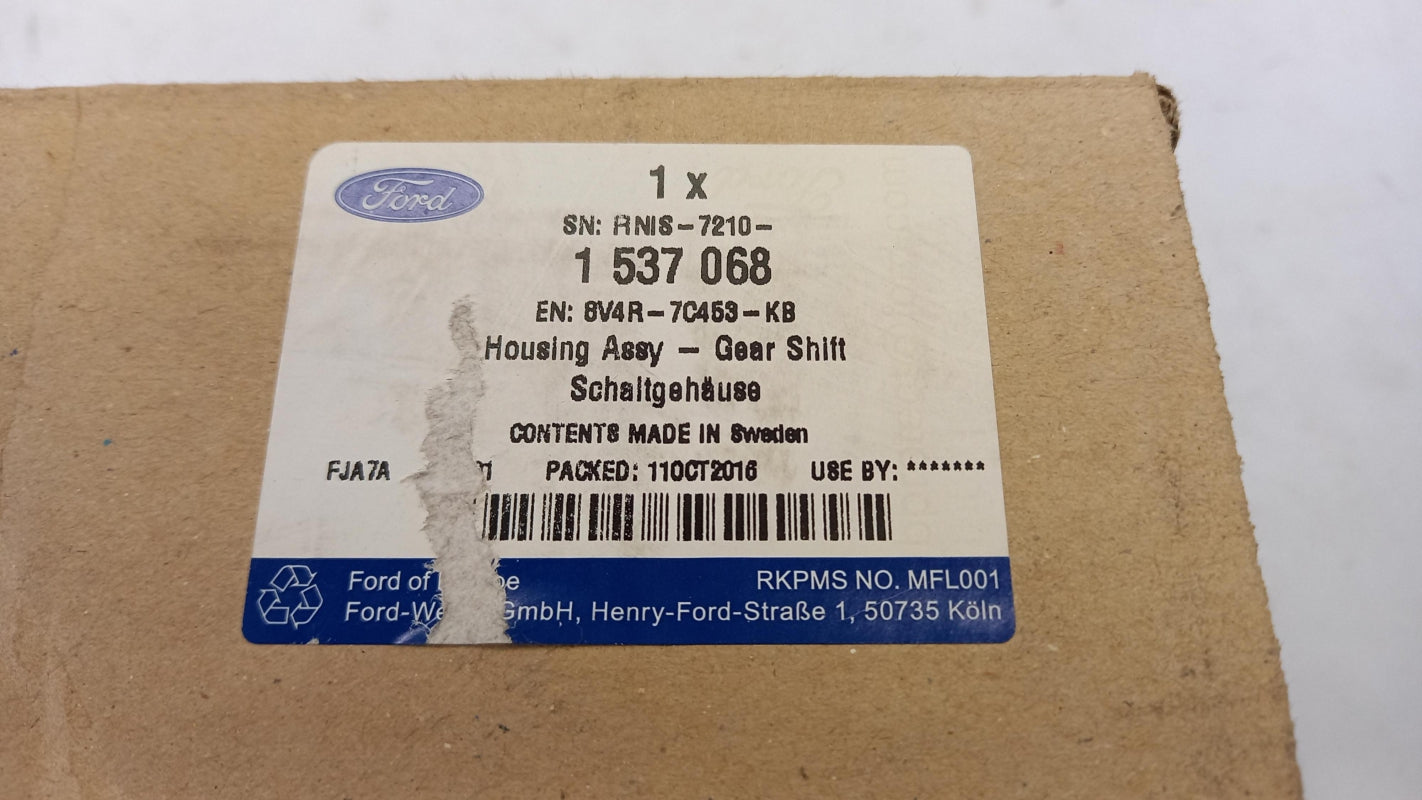 Ford
1 x
SN: RNIS-7210-
1 537 068
EN: 8V4R-7C453-KB
Housing Assy - Gear Shift
Schaltgehäuse
CONTENTS MADE IN Sweden
FJA7A PACKED: 11OCT2016 USE BY: *******
Ford of RKPMS NO. MFL001
GmbH, Henry-Ford-Straße 1, 50735 Köln